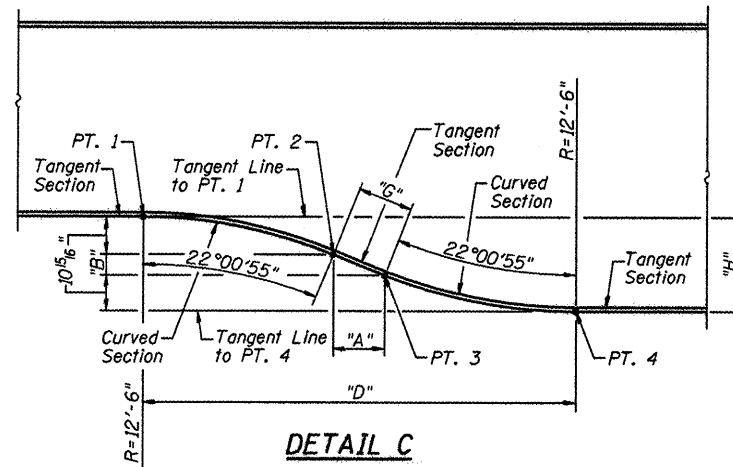 R=12'-6"
PT. 1
PT. 2
Tangent
Section
Tangent
Section
Tangent Line
to PT. 1
"G"
Curved
Section
10 15/16"
"B"
22°00'55"
22°00'55"
Tangent
Section
"H"
Curved
Section
Tangent Line
to PT. 4
"A"
PT. 3
PT. 4
"D"
R=12'-6"
DETAIL C